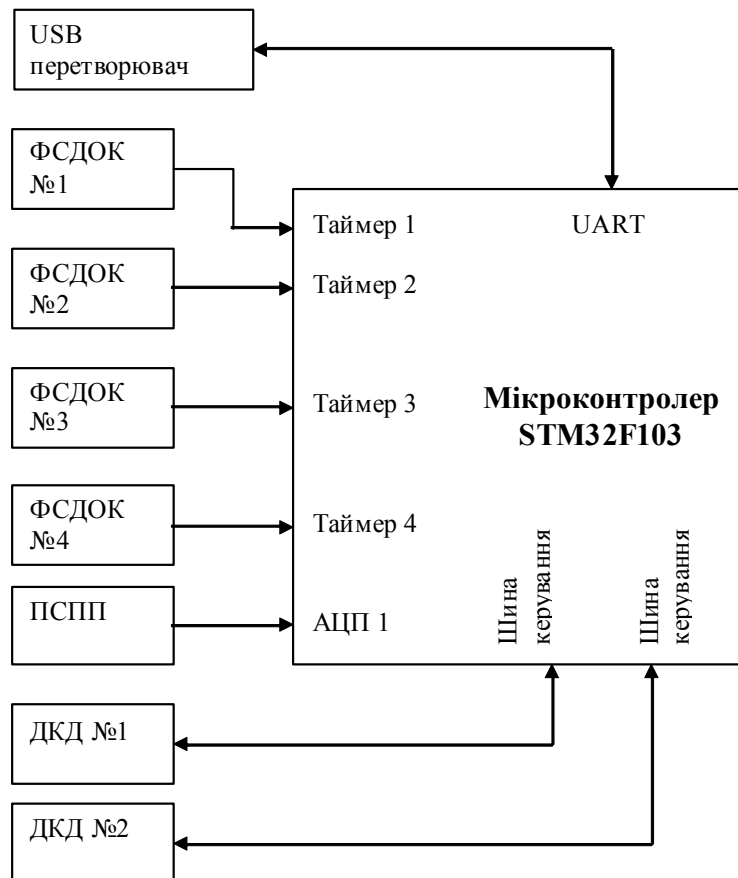 USB
перетворювач
ФСДОК
№1
Таймер 1
UART
ФСДОК
№2
Таймер 2
ФСДОК
№3
Таймер 3
Мікроконтролер
STM32F103
ФСДОК
№4
Таймер 4
ПСПП
АЦП 1
Шина
керування
Шина
керування
ДКД №1
ДКД №2